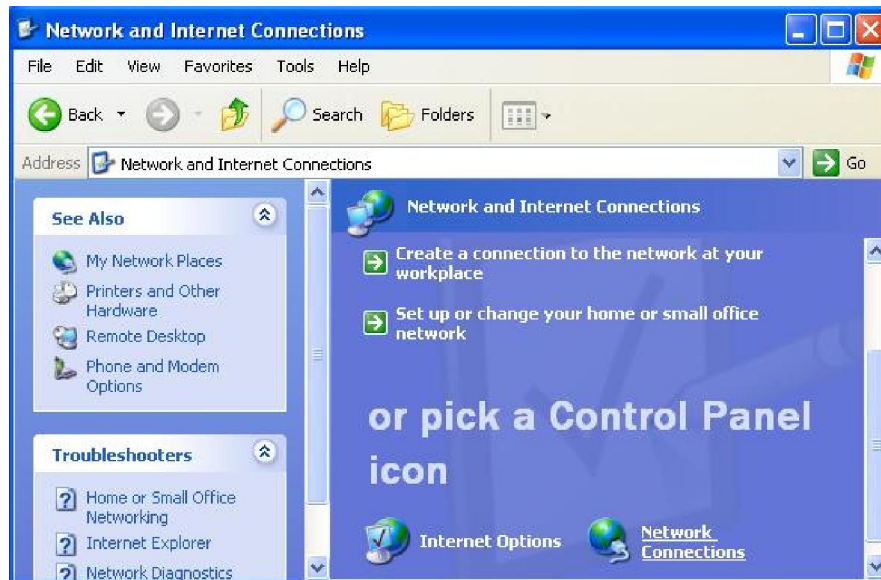 Network and Internet Connections
File Edit View Favorites Tools Help
Back Search Folders
Address Network and Internet Connections Go
See Also
My Network Places
Printers and Other
Hardware
Remote Desktop
Phone and Modem
Options
Troubleshooters
Home or Small Office
Networking
Internet Explorer
Network Diagnostics
Network and Internet Connections
Create a connection to the network at your
workplace
Set up or change your home or small office
network
or pick a Control Panel
icon
Internet Options
Network
Connections